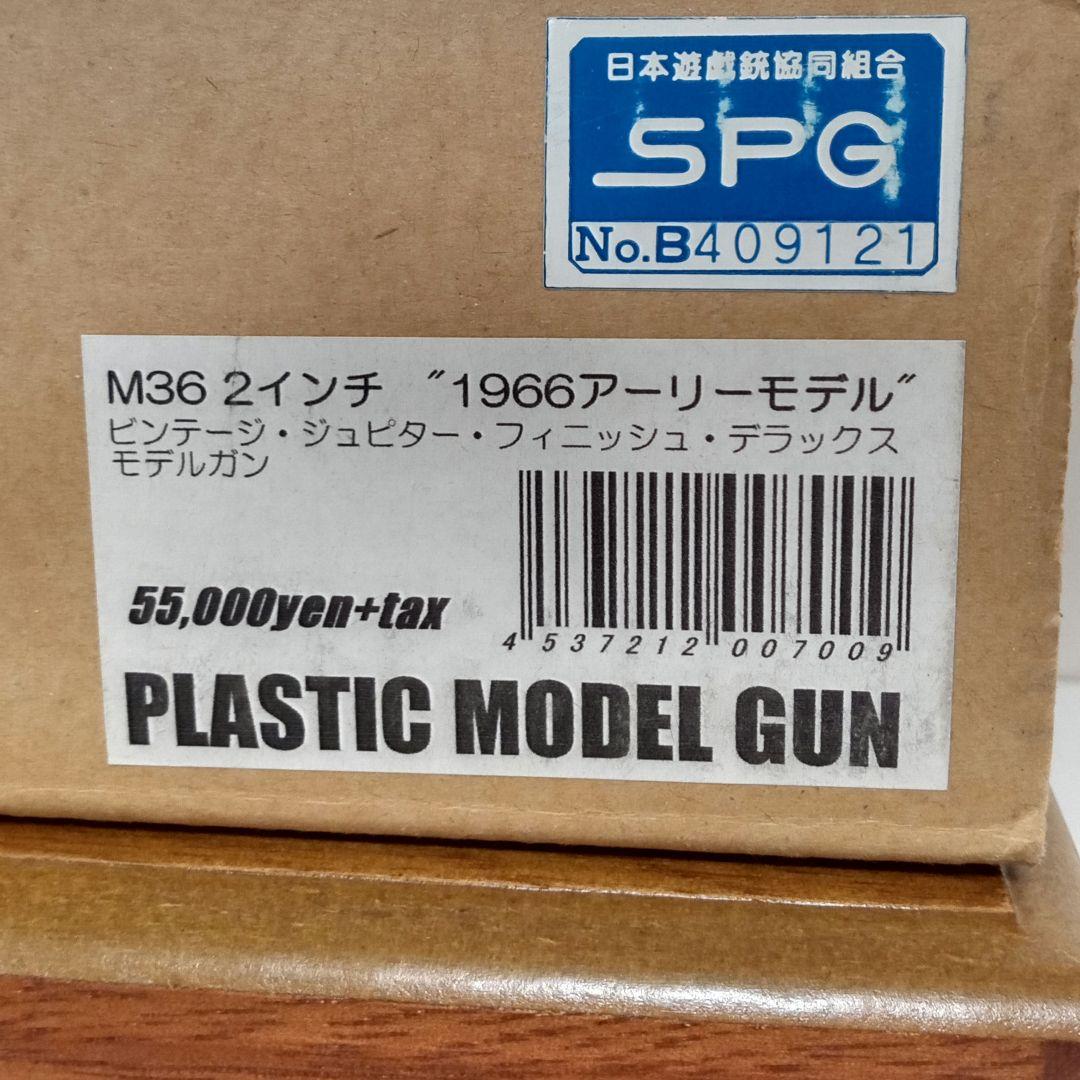 日本遊戯銃協同組合
SPG
No.B409121
M36 2インチ ″1966アーリーモデル″
ビンテージ・ジュピター・フィニッシュ・デラックス
モデルガン
55,000yen+tax
4 537212 007009
PLASTIC MODEL GUN